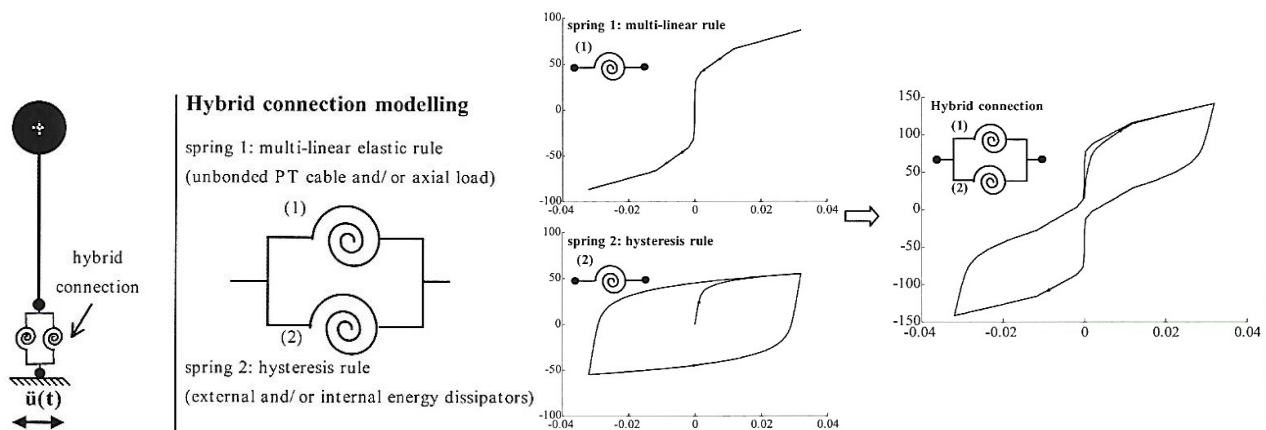 hybrid
connection
ü(t)
Hybrid connection modelling
spring 1: multi-linear elastic rule
(unbonded PT cable and/ or axial load)
(1)
(2)
spring 2: hysteresis rule
(external and/ or internal energy dissipators)
100
spring 1: multi-linear rule
(1)
50
0
-50
-100
-0.04 -0.02 0 0.02 0.04
100
spring 2: hysteresis rule
(2)
50
0
-50
-100
-0.04 -0.02 0 0.02 0.04
150
Hybrid connection
(1)
100
50
(2)
0
-50
-100
-150
-0.04 -0.02 0 0.02 0.04